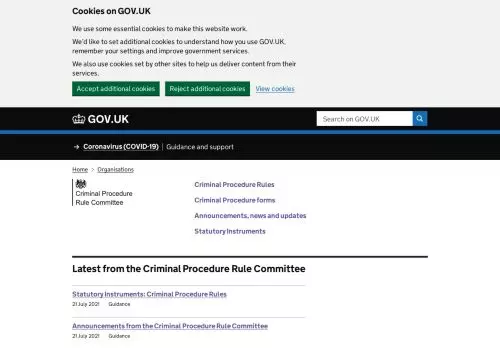 Cookies on GOV.UK
We use some essential cookies to make this website work.
We'd like to set additional cookies to understand how you use GOV.UK,
remember your settings and improve government services.
We also use cookies set by other sites to help us deliver content from their
services.
Accept additional cookies Reject additional cookies View cookies
GOV.UK Search on GOV.UK
→ Coronavirus (COVID-19) Guidance and support
Home > Organisations
Criminal Procedure
Rule Committee
Criminal Procedure Rules
Criminal Procedure forms
Announcements, news and updates
Statutory Instruments
Latest from the Criminal Procedure Rule Committee
Statutory Instruments: Criminal Procedure Rules
21 July 2021 Guidance
Announcements from the Criminal Procedure Rule Committee
21 July 2021 Guidance